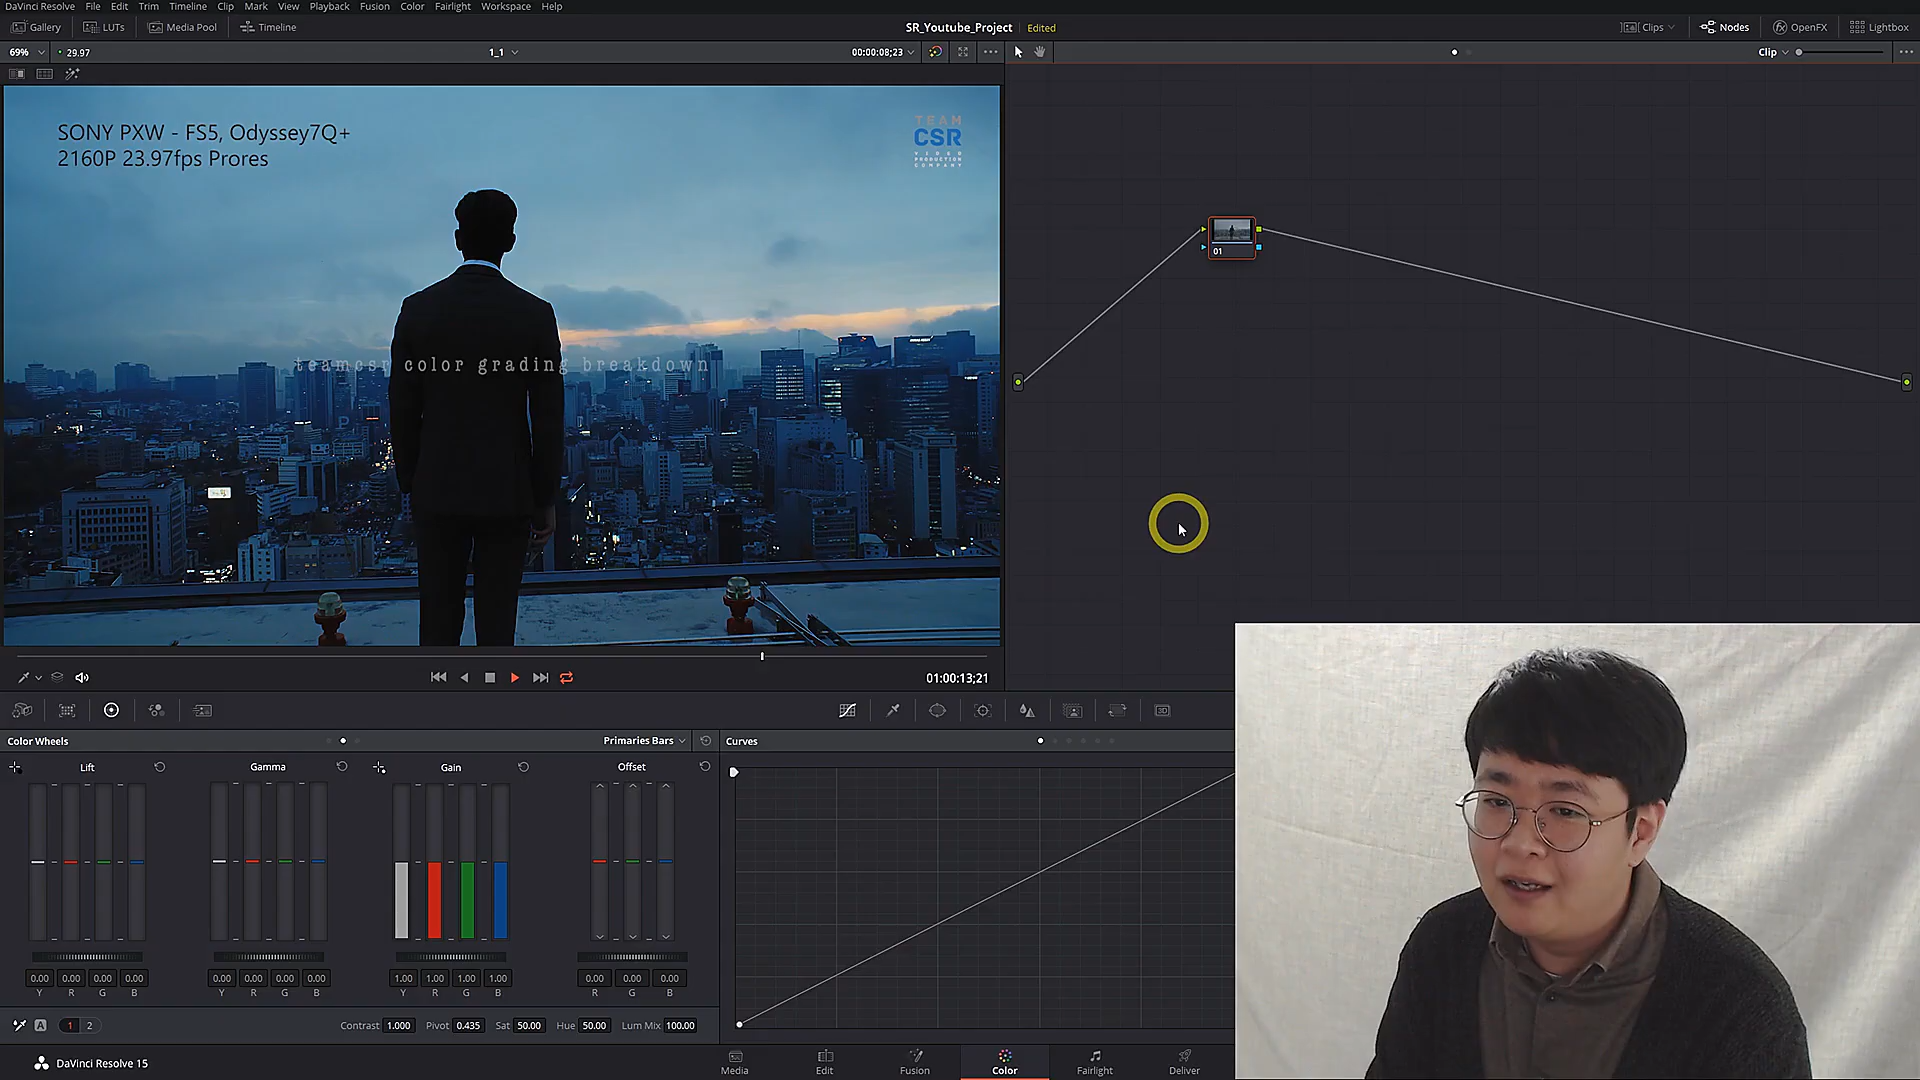 DaVinci Resolve File Edit Trim Timeline Clip Mark View Playback Fusion Color Fairlight Workspace Help
Gallery LUTs Media Pool Timeline SR_Youtube_Project Edited Clips Nodes OpenFX Lightbox
69% 29.97 1_1 00:00:08;23 Clip
SONY PXW - FS5, Odyssey7Q+
2160P 23.97fps Prores
TEAM
CSR
VIDEO
PRODUCTION
COMPANY
teamcsr color grading breakdown
01
01:00:13;21
Color Wheels Primaries Bars Curves
Lift Gamma Gain Offset
0.00 0.00 0.00 0.00 0.00 0.00 0.00 0.00 1.00 1.00 1.00 1.00 0.00 0.00 0.00
Y R G B Y R G B Y R G B R G B
A 1 2 Contrast 1.000 Pivot 0.435 Sat 50.00 Hue 50.00 Lum Mix 100.00
DaVinci Resolve 15 Media Edit Fusion Color Fairlight Deliver